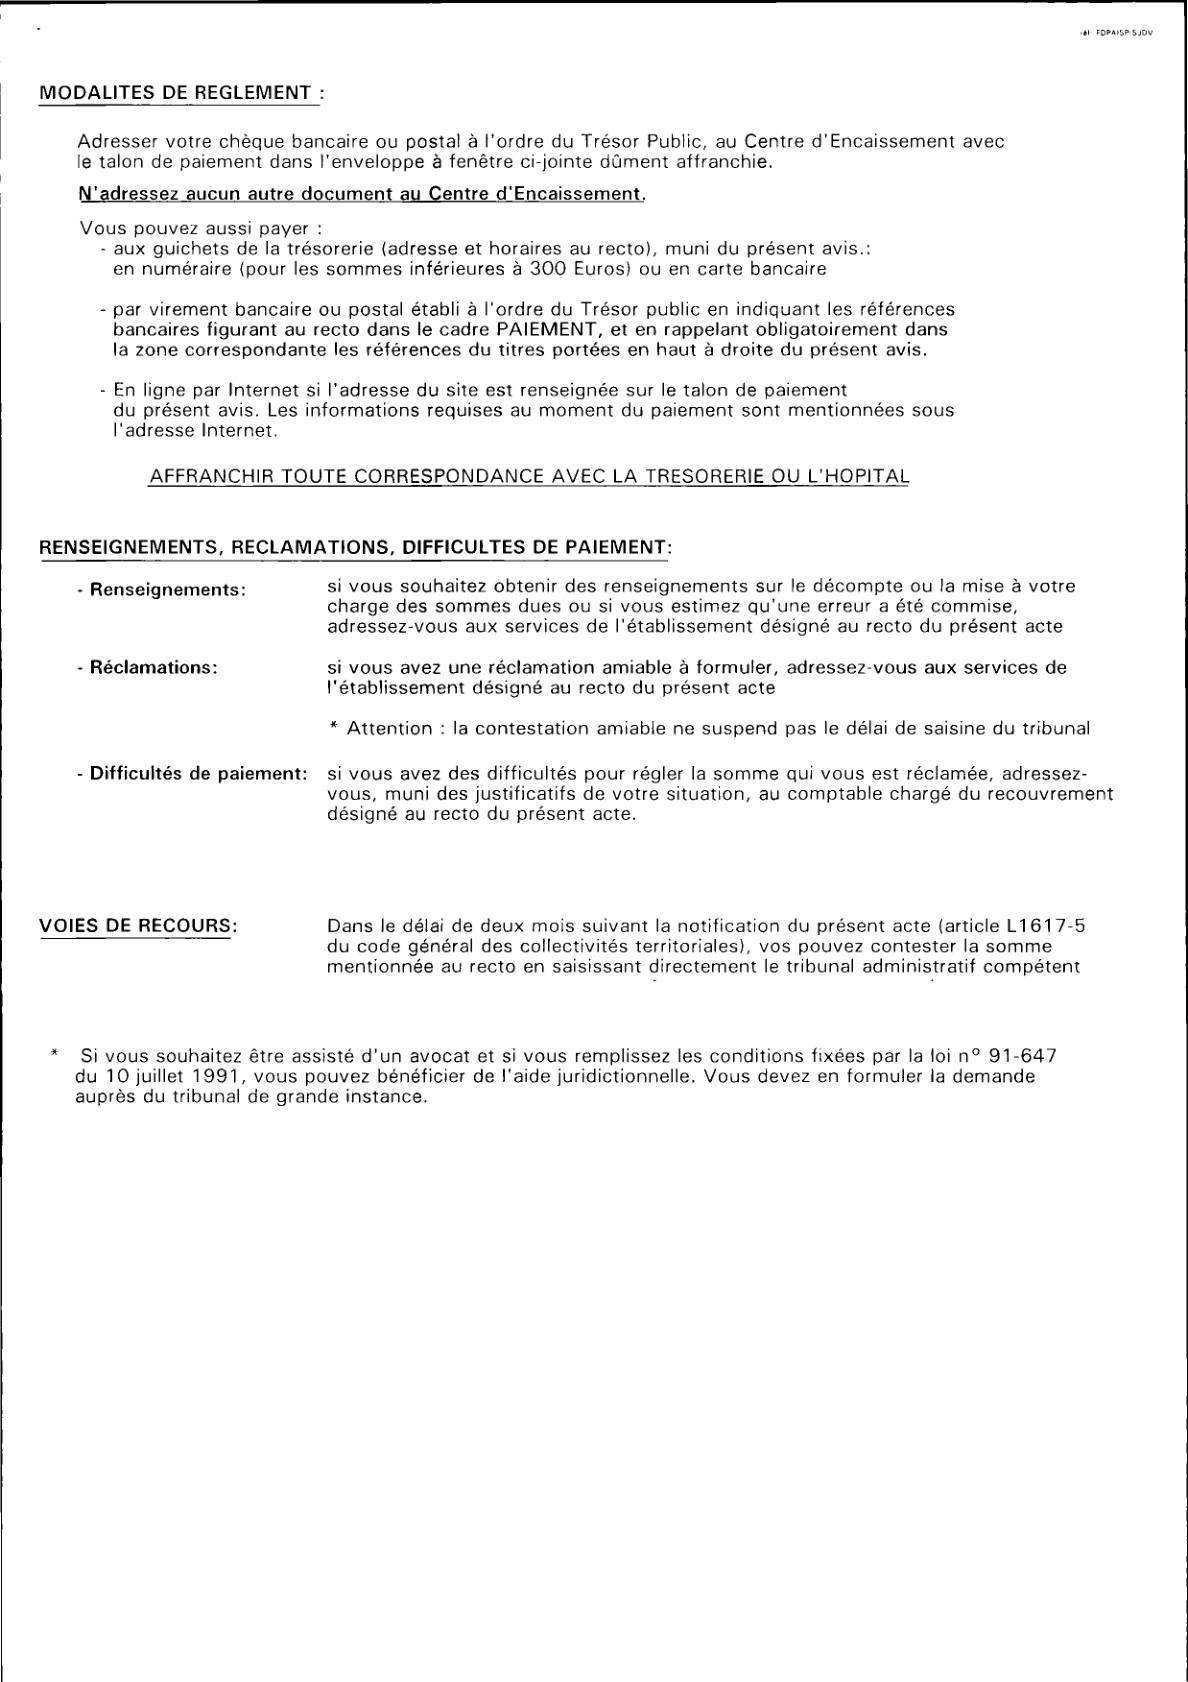 FDPAISP SJDV
MODALITES DE REGLEMENT :
Adresser votre chèque bancaire ou postal à l'ordre du Trésor Public, au Centre d'Encaissement avec
le talon de paiement dans l'enveloppe à fenêtre ci-jointe dûment affranchie.
N'adressez aucun autre document au Centre d'Encaissement.
Vous pouvez aussi payer :
- aux guichets de la trésorerie (adresse et horaires au recto), muni du présent avis.:
en numéraire (pour les sommes inférieures à 300 Euros) ou en carte bancaire
- par virement bancaire ou postal établi à l'ordre du Trésor public en indiquant les références
bancaires figurant au recto dans le cadre PAIEMENT, et en rappelant obligatoirement dans
la zone correspondante les références du titres portées en haut à droite du présent avis.
- En ligne par Internet si l'adresse du site est renseignée sur le talon de paiement
du présent avis. Les informations requises au moment du paiement sont mentionnées sous
l'adresse Internet.
AFFRANCHIR TOUTE CORRESPONDANCE AVEC LA TRESORERIE OU L'HOPITAL
RENSEIGNEMENTS, RECLAMATIONS, DIFFICULTES DE PAIEMENT:
- Renseignements: si vous souhaitez obtenir des renseignements sur le décompte ou la mise à votre
charge des sommes dues ou si vous estimez qu'une erreur a été commise,
adressez-vous aux services de l'établissement désigné au recto du présent acte
- Réclamations: si vous avez une réclamation amiable à formuler, adressez-vous aux services de
l'établissement désigné au recto du présent acte
* Attention : la contestation amiable ne suspend pas le délai de saisine du tribunal
- Difficultés de paiement: si vous avez des difficultés pour régler la somme qui vous est réclamée, adressez-
vous, muni des justificatifs de votre situation, au comptable chargé du recouvrement
désigné au recto du présent acte.
VOIES DE RECOURS: Dans le délai de deux mois suivant la notification du présent acte (article L1617-5
du code général des collectivités territoriales), vos pouvez contester la somme
mentionnée au recto en saisissant directement le tribunal administratif compétent
* Si vous souhaitez être assisté d'un avocat et si vous remplissez les conditions fixées par la loi n° 91-647
du 10 juillet 1991, vous pouvez bénéficier de l'aide juridictionnelle. Vous devez en formuler la demande
auprès du tribunal de grande instance.